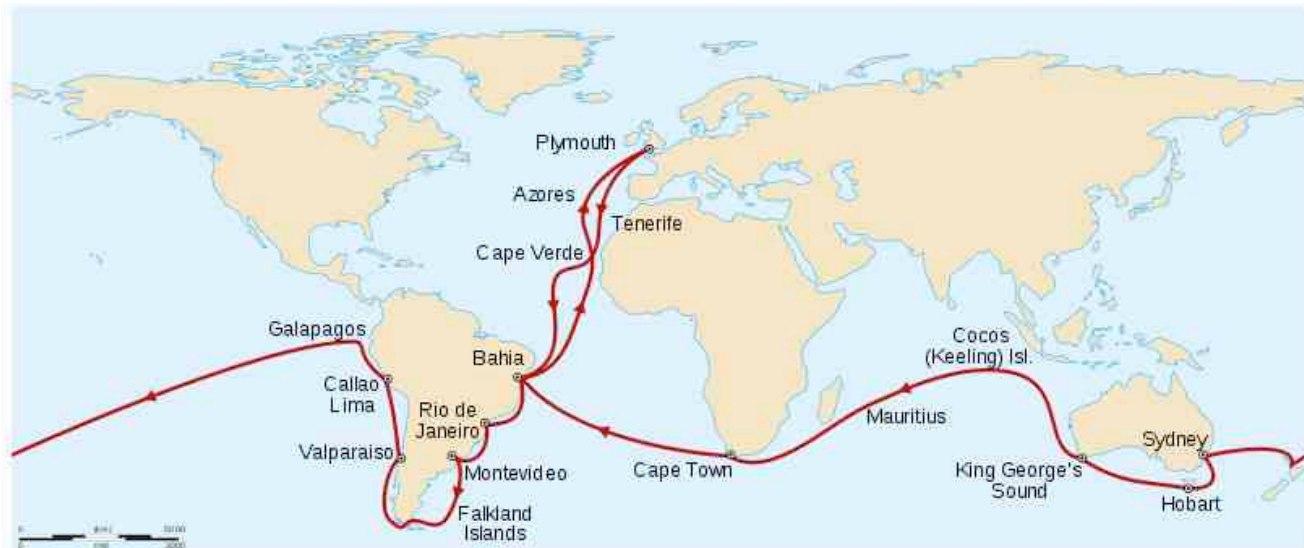 Plymouth
Azores
Tenerife
Cape Verde
Galapagos
Bahia
Cocos
(Keeling) Isl.
Callao
Lima
Rio de
Janeiro
Mauritius
Valparaiso
Montevideo
Cape Town
King George's
Sound
Sydney
Hobart
Falkland
Islands